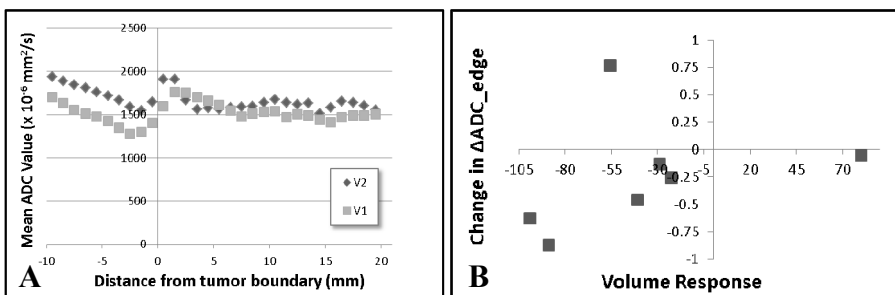 2500
2000
1500
1000
500
0
Mean ADC Value (x 10⁻⁶ mm²/s)
V2
V1
-10 -5 0 5 10 15 20
Distance from tumor boundary (mm)
A
1
0.75
0.5
0.25
0
-0.25
-0.5
-0.75
-1
Change in ΔADC_edge
-105 -80 -55 -30 -5 20 45 70
Volume Response
B